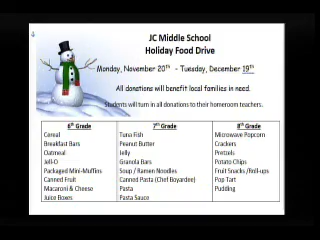 JC Middle School
Holiday Food Drive
Monday, November 20th - Tuesday, December 19th
All donations will benefit local families in need.
Students will turn in all donations to their homeroom teachers.
6th Grade 7th Grade 8th Grade
Cereal Tuna Fish Microwave Popcorn
Breakfast Bars Peanut Butter Crackers
Oatmeal Jelly Pretzels
Jell-O Granola Bars Potato Chips
Packaged Mini-Muffins Soup / Ramen Noodles Fruit Snacks /Roll-ups
Canned Fruit Canned Pasta (Chef Boyardee) Pop Tart
Macaroni & Cheese Pasta Pudding
Juice Boxes Pasta Sauce